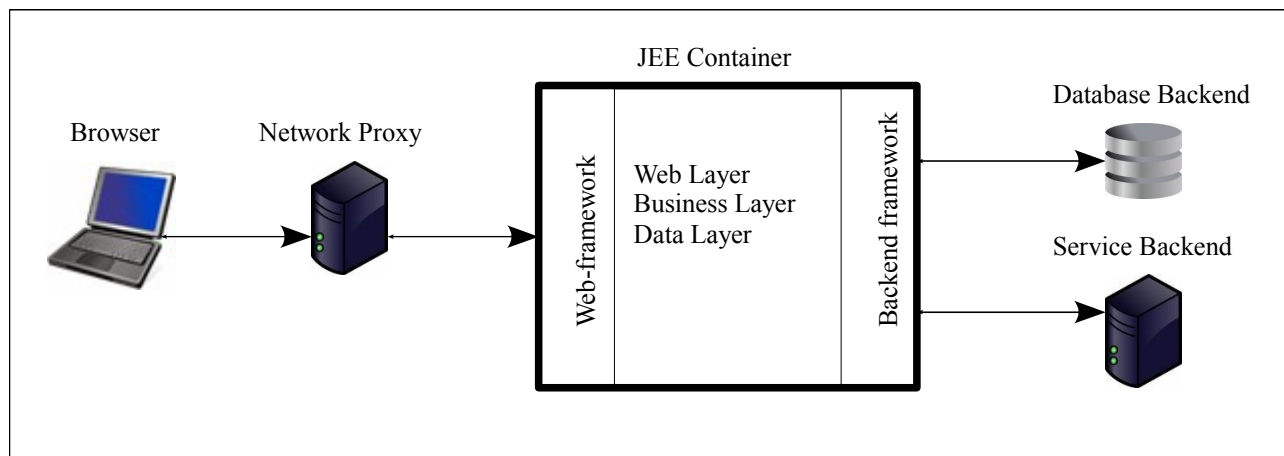 JEE Container
Browser
Network Proxy
Web-framework
Web Layer
Business Layer
Data Layer
Backend framework
Database Backend
Service Backend